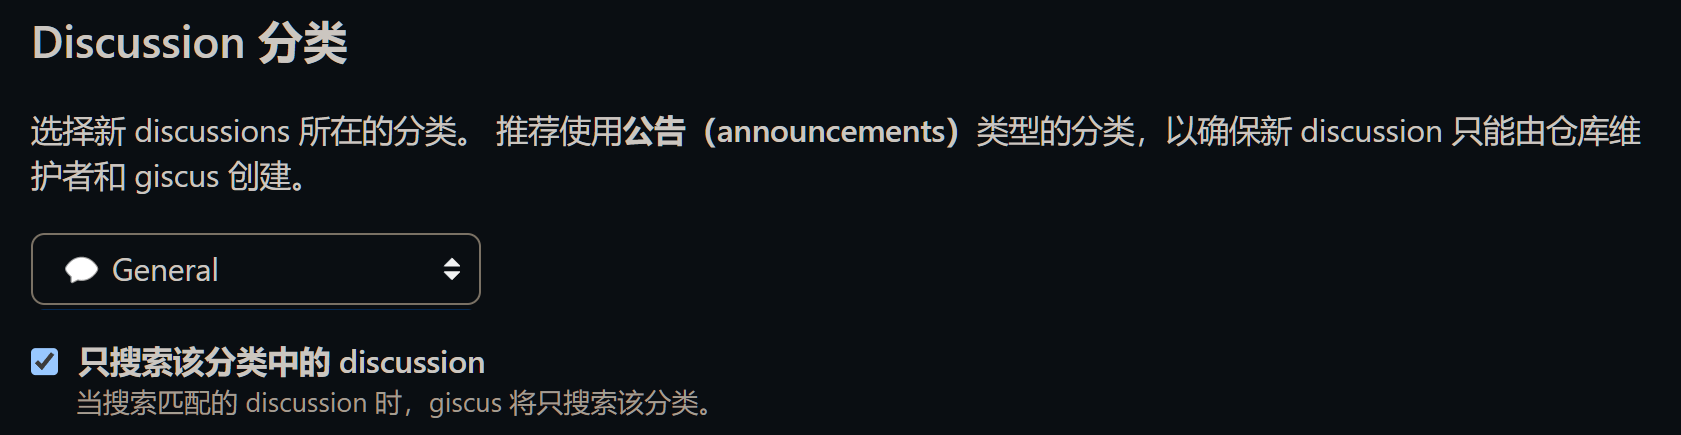 Discussion 分类
选择新 discussions 所在的分类。 推荐使用公告（announcements）类型的分类，以确保新 discussion 只能由仓库维
护者和 giscus 创建。
General
只搜索该分类中的 discussion
当搜索匹配的 discussion 时，giscus 将只搜索该分类。